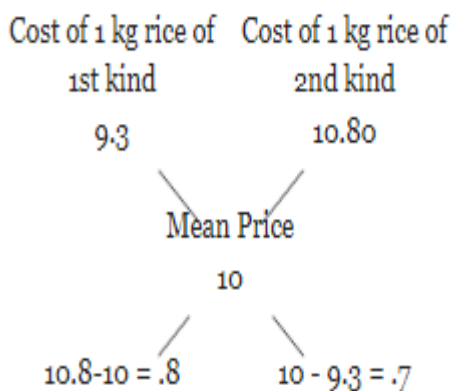 Cost of 1 kg rice of Cost of 1 kg rice of
1st kind 2nd kind
9.3 10.80
Mean Price
10
10.8-10 = .8 10 - 9.3 = .7